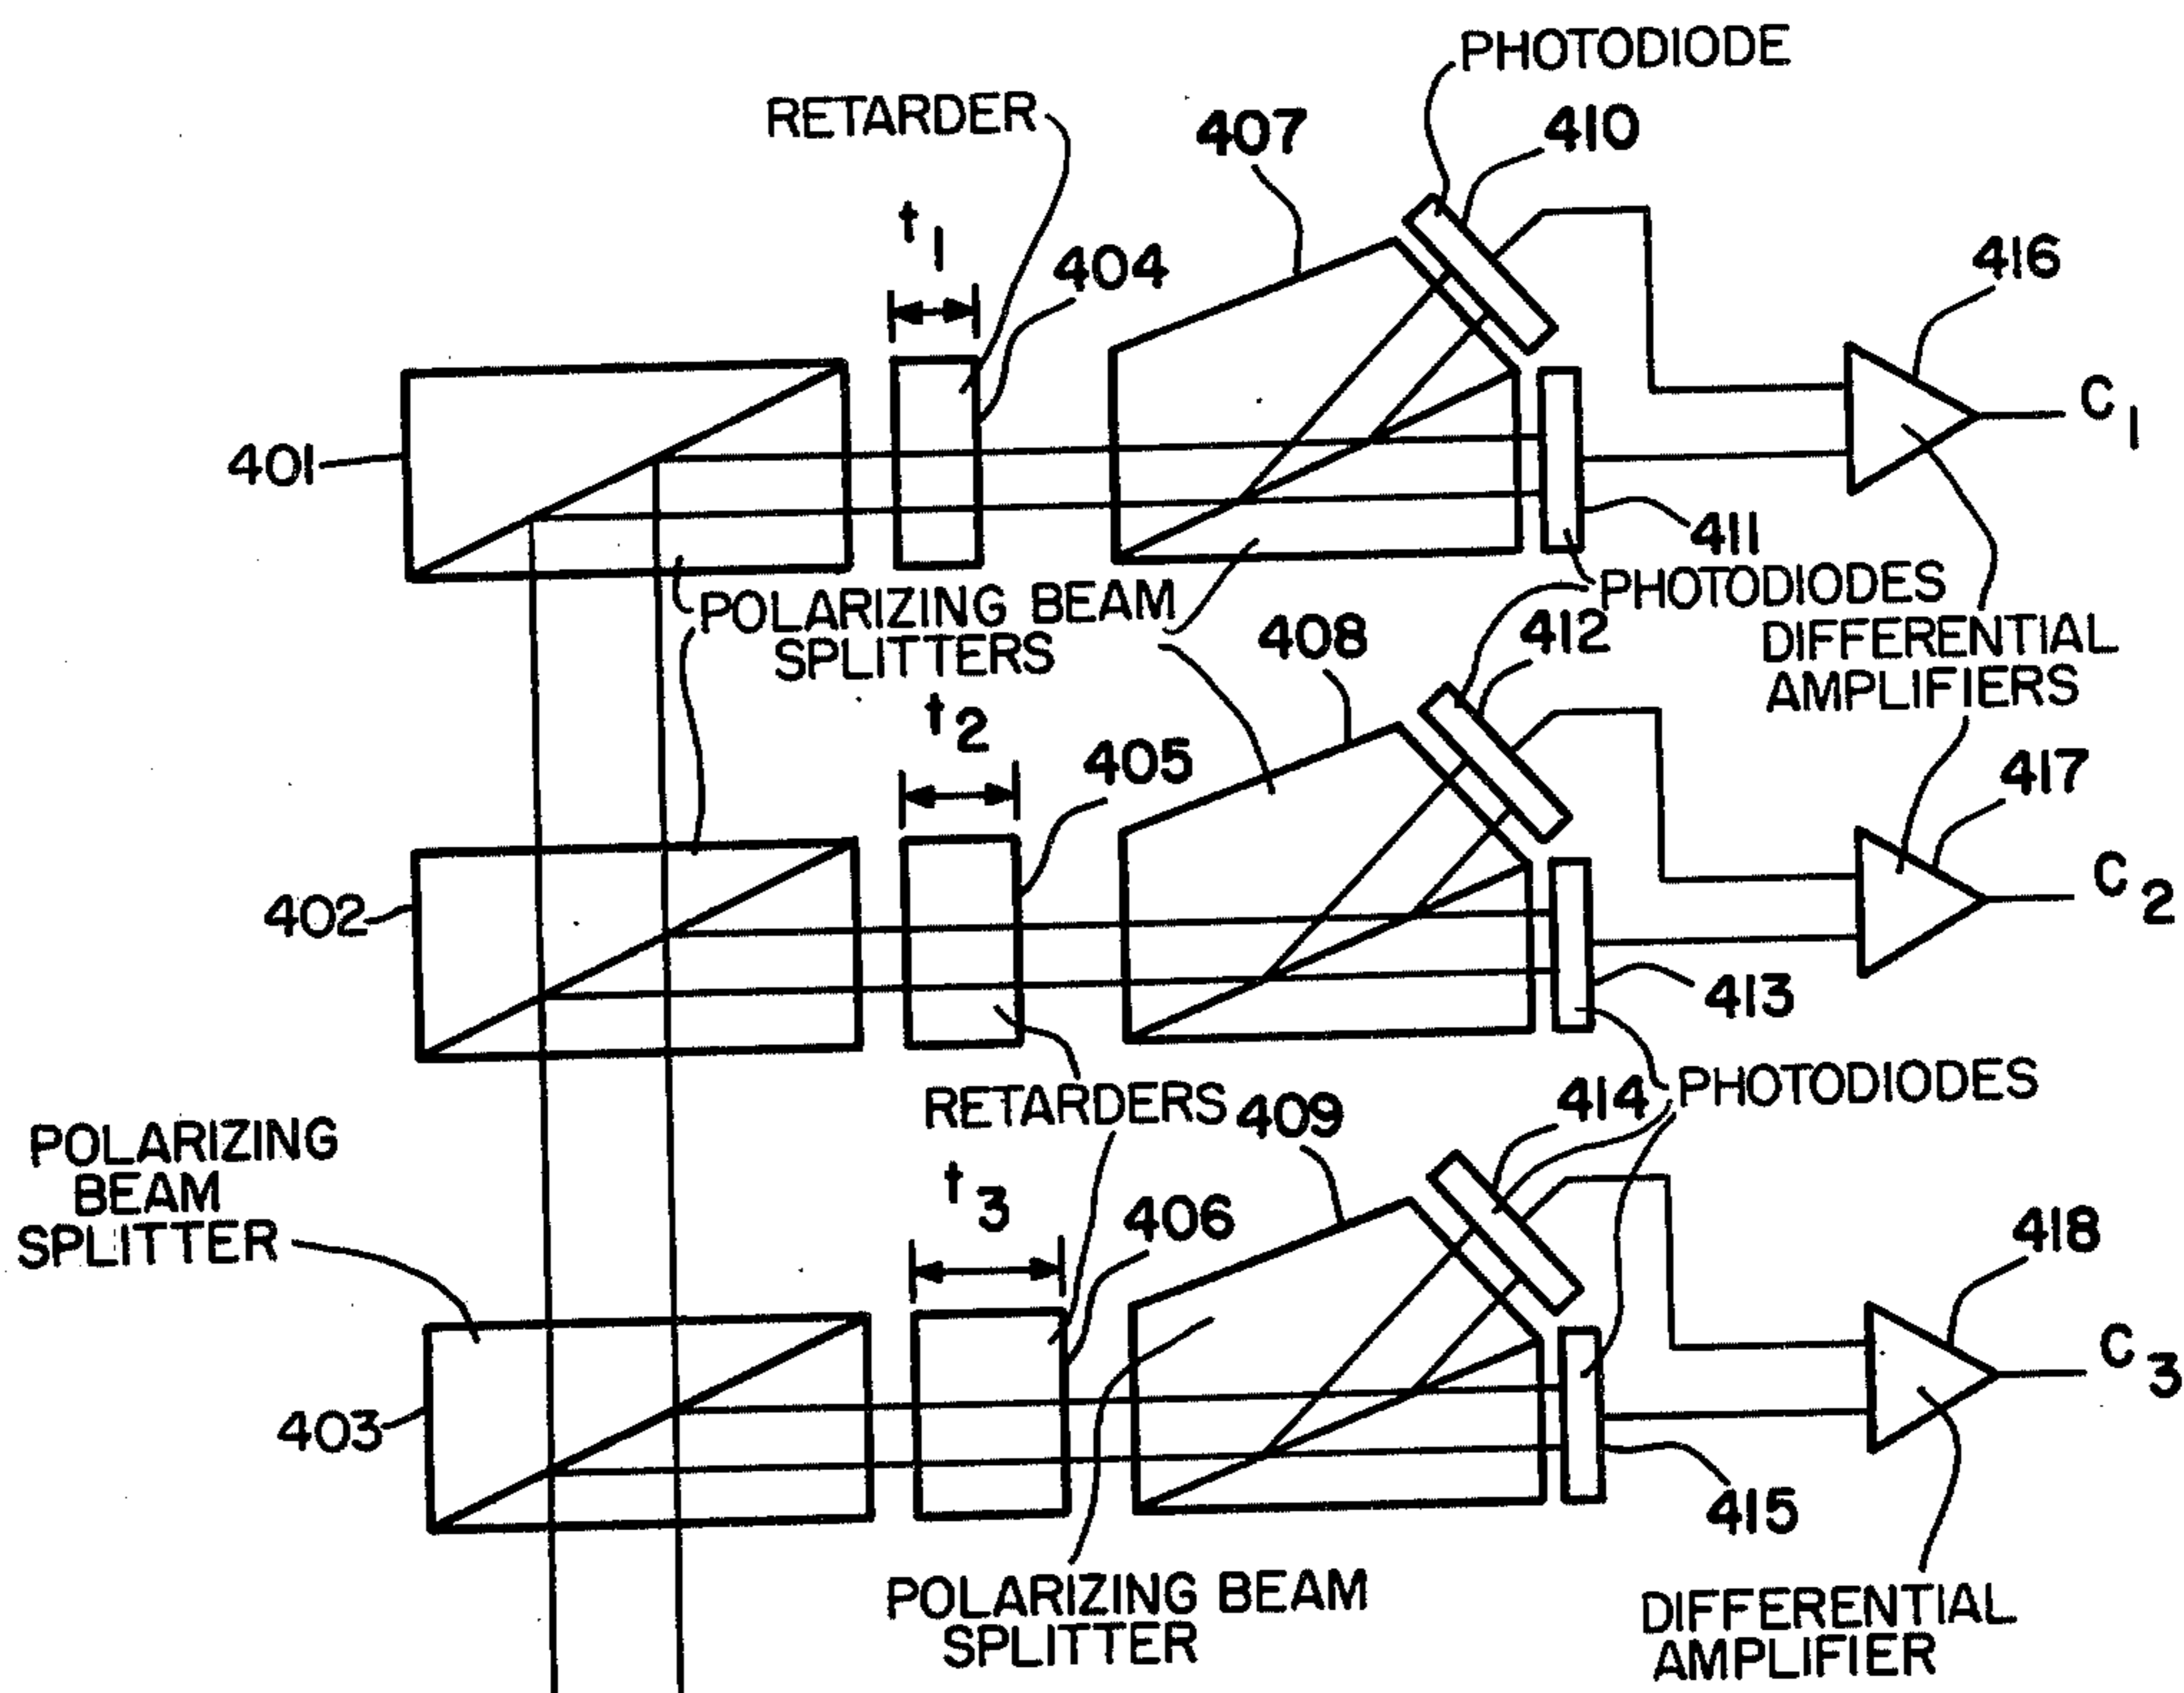 PHOTODIODE
RETARDER
407
410
t1
404
416
401
C1
411
POLARIZING BEAM
SPLITTERS
PHOTODIODES
408
412
DIFFERENTIAL
AMPLIFIERS
t2
405
417
402
C2
413
RETARDERS
409
414
PHOTODIODES
POLARIZING
BEAM
SPLITTER
t3
406
418
403
C3
415
POLARIZING BEAM
SPLITTER
DIFFERENTIAL
AMPLIFIER